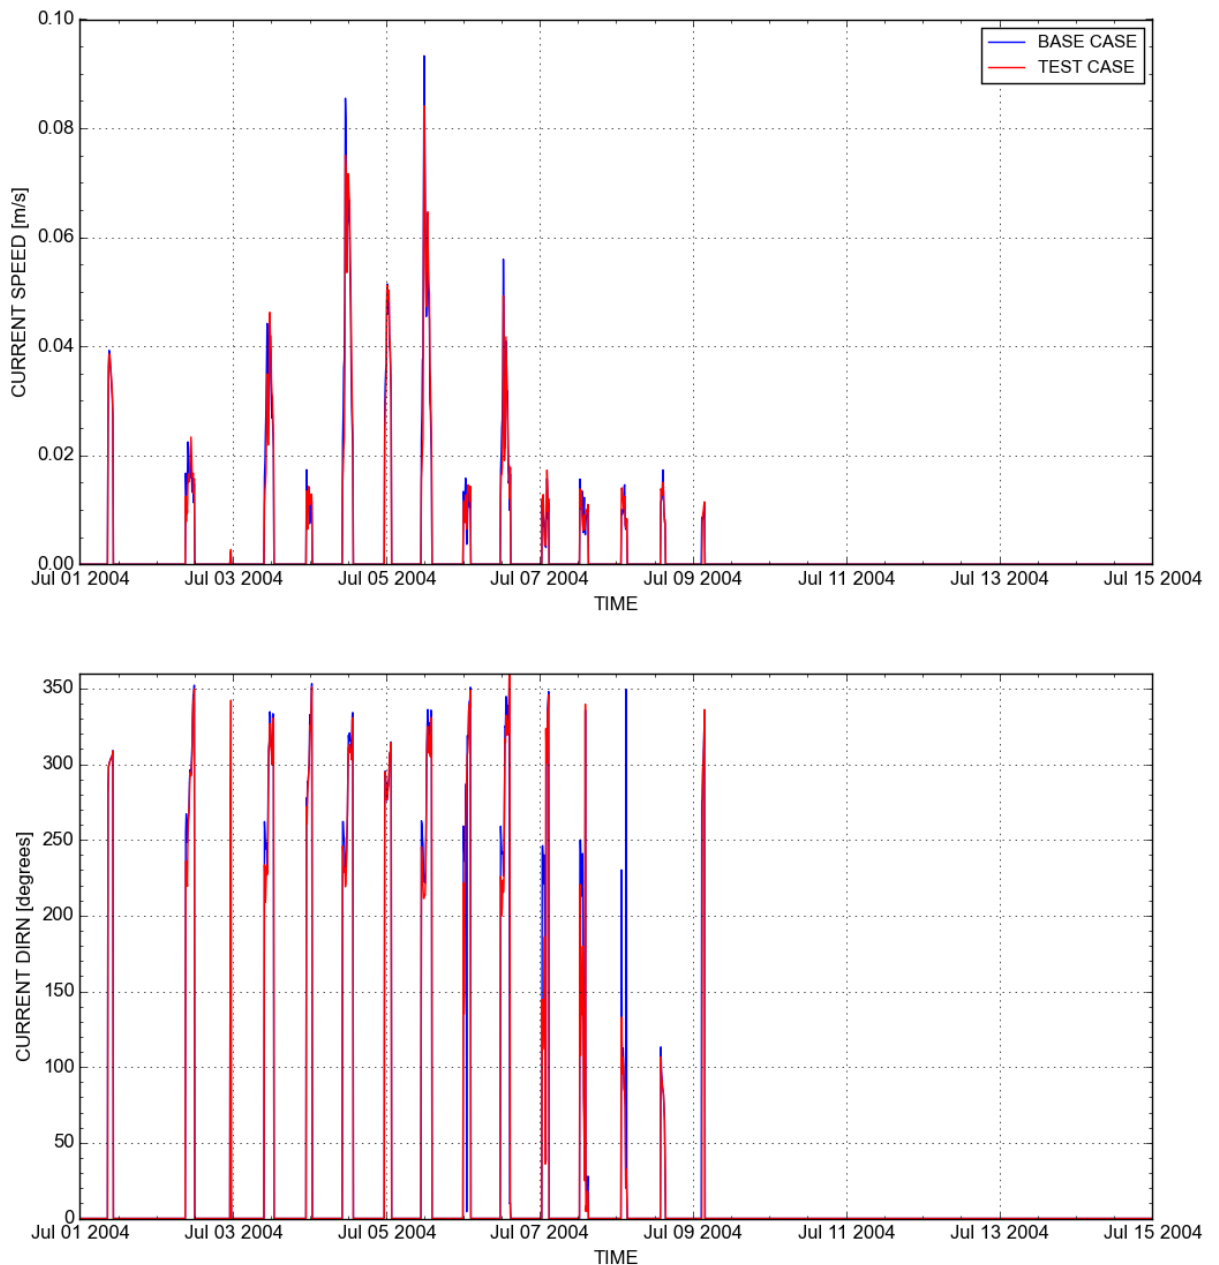 0.10
BASE CASE
TEST CASE
0.08
0.06
0.04
0.02
0.00
CURRENT SPEED [m/s]
Jul 01 2004 Jul 03 2004 Jul 05 2004 Jul 07 2004 Jul 09 2004 Jul 11 2004 Jul 13 2004 Jul 15 2004
TIME
350
300
250
200
150
100
50
0
CURRENT DIRN [degrees]
Jul 01 2004 Jul 03 2004 Jul 05 2004 Jul 07 2004 Jul 09 2004 Jul 11 2004 Jul 13 2004 Jul 15 2004
TIME